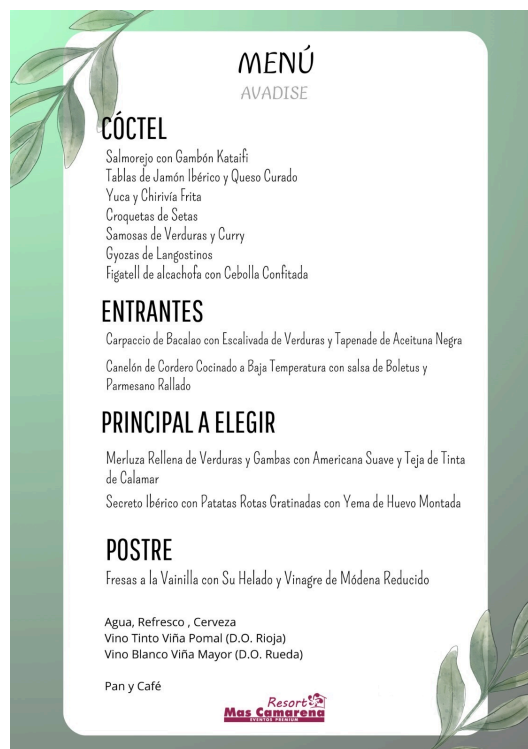 MENÚ
AVADISE
CÓCTEL
Salmorejo con Gambón Kataifi
Tablas de Jamón Ibérico y Queso Curado
Yuca y Chirivía Frita
Croquetas de Setas
Samosas de Verduras y Curry
Gyozas de Langostinos
Figatell de alcachofa con Cebolla Confitada
ENTRANTES
Carpaccio de Bacalao con Escalivada de Verduras y Tapenade de Aceituna Negra
Canelón de Cordero Cocinado a Baja Temperatura con salsa de Boletus y
Parmesano Rallado
PRINCIPAL A ELEGIR
Merluza Rellena de Verduras y Gambas con Americana Suave y Teja de Tinta
de Calamar
Secreto Ibérico con Patatas Rotas Gratinadas con Yema de Huevo Montada
POSTRE
Fresas a la Vainilla con Su Helado y Vinagre de Módena Reducido
Agua, Refresco , Cerveza
Vino Tinto Viña Pomal (D.O. Rioja)
Vino Blanco Viña Mayor (D.O. Rueda)
Pan y Café
Resort
Mas Camarena
EVENTOS PREMIUM